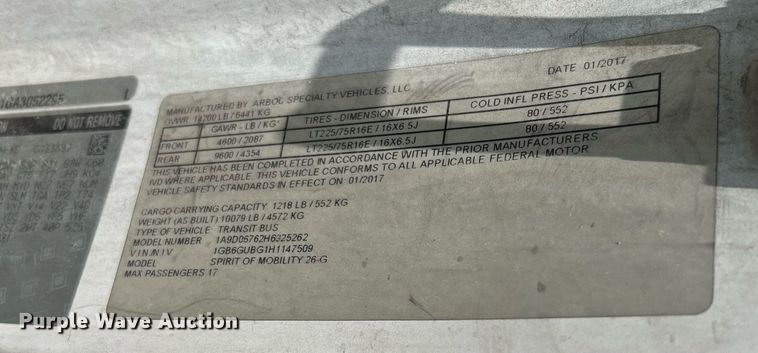 DATE 01/2017
MANUFACTURED BY ARBOC SPECIALTY VEHICLES, LLC
GVWR 14200 LB / 6441 KG
GAWR - LB / KG TIRES - DIMENSION / RIMS COLD INFL PRESS - PSI / KPA
FRONT 4600 / 2087 LT225/75R16E / 16X6.5J 80 / 552
REAR 9600 / 4354 LT225/75R16E / 16X6.5J 80 / 552
THIS VEHICLE HAS BEEN COMPLETED IN ACCORDANCE WITH THE PRIOR MANUFACTURERS
IVD WHERE APPLICABLE. THIS VEHICLE CONFORMS TO ALL APPLICABLE FEDERAL MOTOR
VEHICLE SAFETY STANDARDS IN EFFECT ON 01/2017
CARGO CARRYING CAPACITY 1218 LB / 552 KG
WEIGHT (AS BUILT) 10079 LB / 4572 KG
TYPE OF VEHICLE TRANSIT BUS
MODEL NUMBER 1A9D05762H6925262
V I N /N I V 1GB6GUBG1H1147509
MODEL SPIRIT OF MOBILITY 26-G
MAX PASSENGERS 17
DO NOT REMOVE
Purple Wave Auction